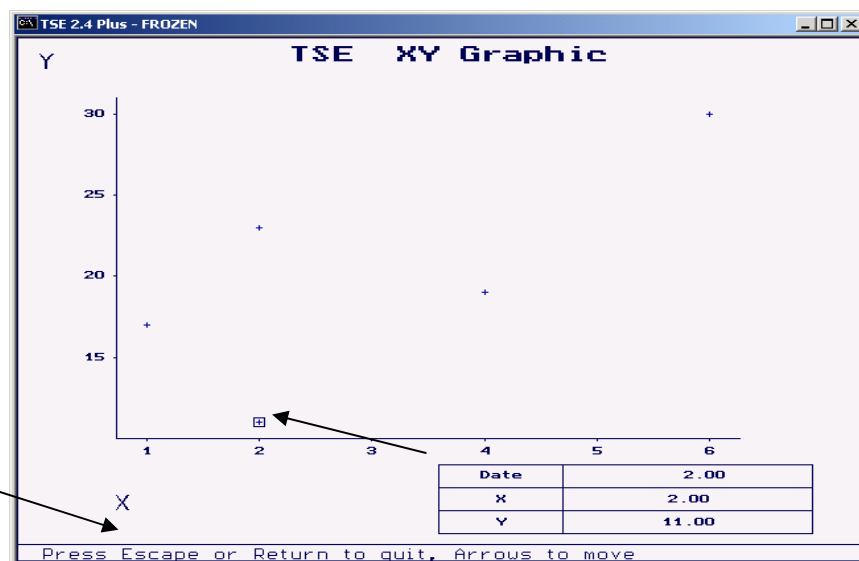 TSE 2.4 Plus - FROZEN
TSE XY Graphic
Y
30
25
20
15
1 2 3 4 5 6
Date 2.00
X 2.00
Y 11.00
X
Press Escape or Return to quit, Arrows to move